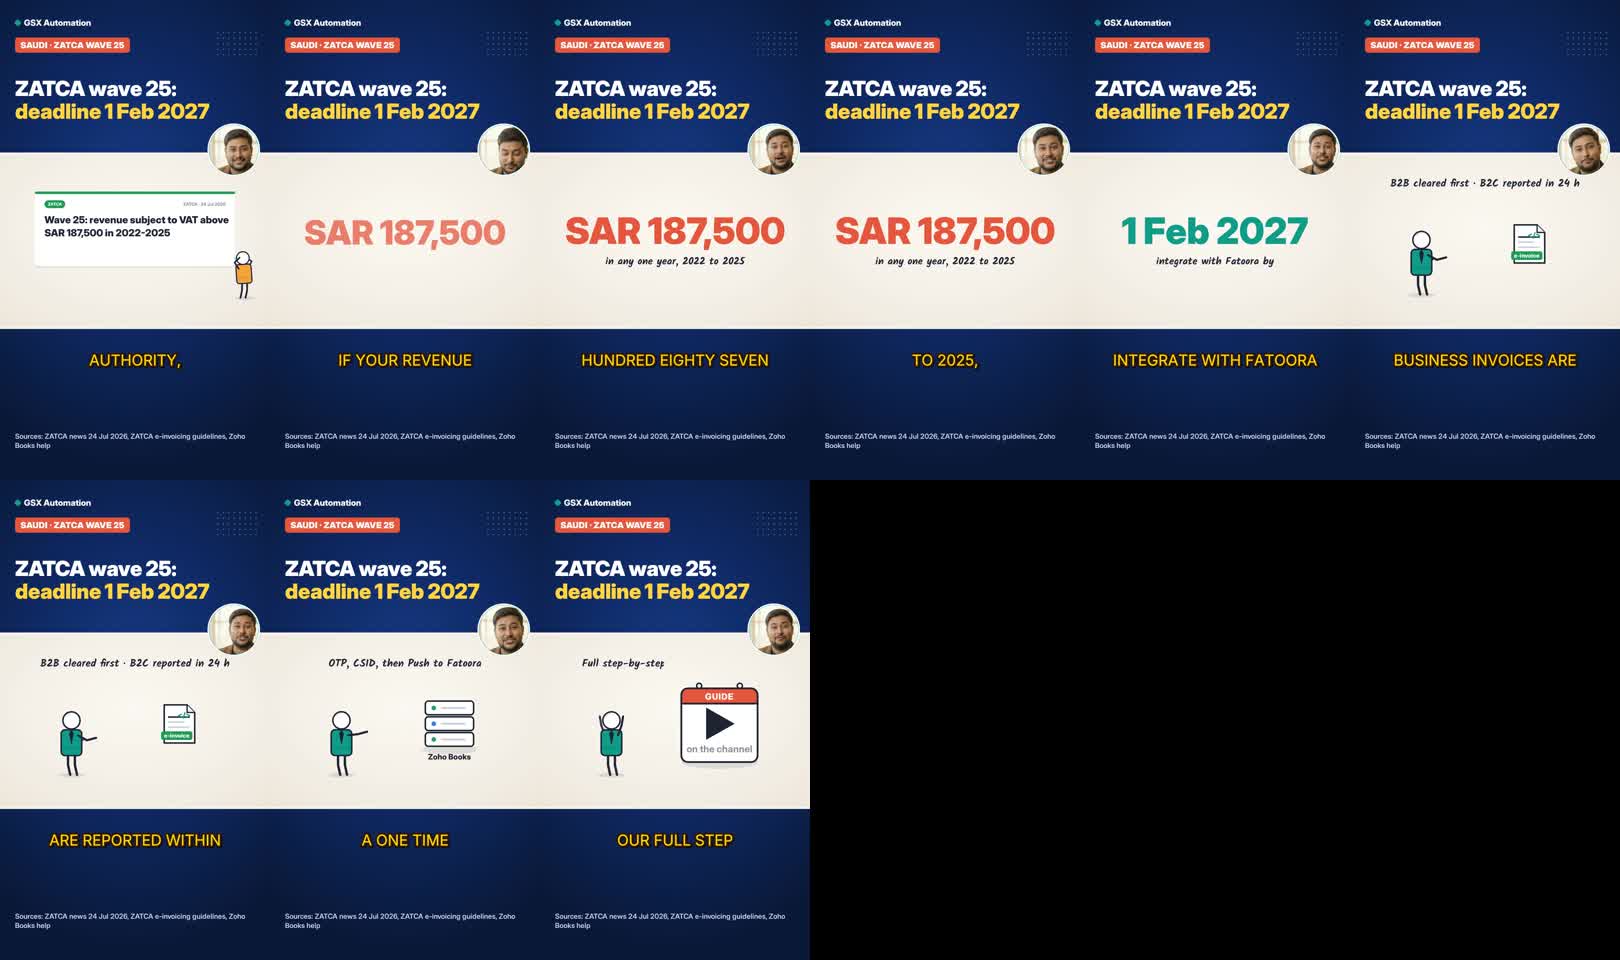 GSX Automation
SAUDI · ZATCA WAVE 25
ZATCA wave 25:
deadline 1 Feb 2027
ZATCA
ZATCA · 24 Jul 2026
Wave 25: revenue subject to VAT above
SAR 187,500 in 2022-2025
AUTHORITY,
Sources: ZATCA news 24 Jul 2026, ZATCA e-invoicing guidelines, Zoho
Books help
GSX Automation
SAUDI · ZATCA WAVE 25
ZATCA wave 25:
deadline 1 Feb 2027
SAR 187,500
IF YOUR REVENUE
Sources: ZATCA news 24 Jul 2026, ZATCA e-invoicing guidelines, Zoho
Books help
GSX Automation
SAUDI · ZATCA WAVE 25
ZATCA wave 25:
deadline 1 Feb 2027
SAR 187,500
in any one year, 2022 to 2025
HUNDRED EIGHTY SEVEN
Sources: ZATCA news 24 Jul 2026, ZATCA e-invoicing guidelines, Zoho
Books help
GSX Automation
SAUDI · ZATCA WAVE 25
ZATCA wave 25:
deadline 1 Feb 2027
SAR 187,500
in any one year, 2022 to 2025
TO 2025,
Sources: ZATCA news 24 Jul 2026, ZATCA e-invoicing guidelines, Zoho
Books help
GSX Automation
SAUDI · ZATCA WAVE 25
ZATCA wave 25:
deadline 1 Feb 2027
1 Feb 2027
integrate with Fatoora by
INTEGRATE WITH FATOORA
Sources: ZATCA news 24 Jul 2026, ZATCA e-invoicing guidelines, Zoho
Books help
GSX Automation
SAUDI · ZATCA WAVE 25
ZATCA wave 25:
deadline 1 Feb 2027
B2B cleared first · B2C reported in 24 h
e-invoice
BUSINESS INVOICES ARE
Sources: ZATCA news 24 Jul 2026, ZATCA e-invoicing guidelines, Zoho
Books help
GSX Automation
SAUDI · ZATCA WAVE 25
ZATCA wave 25:
deadline 1 Feb 2027
B2B cleared first · B2C reported in 24 h
e-invoice
ARE REPORTED WITHIN
Sources: ZATCA news 24 Jul 2026, ZATCA e-invoicing guidelines, Zoho
Books help
GSX Automation
SAUDI · ZATCA WAVE 25
ZATCA wave 25:
deadline 1 Feb 2027
OTP, CSID, then Push to Fatoora
Zoho Books
A ONE TIME
Sources: ZATCA news 24 Jul 2026, ZATCA e-invoicing guidelines, Zoho
Books help
GSX Automation
SAUDI · ZATCA WAVE 25
ZATCA wave 25:
deadline 1 Feb 2027
Full step-by-step
GUIDE
on the channel
OUR FULL STEP
Sources: ZATCA news 24 Jul 2026, ZATCA e-invoicing guidelines, Zoho
Books help